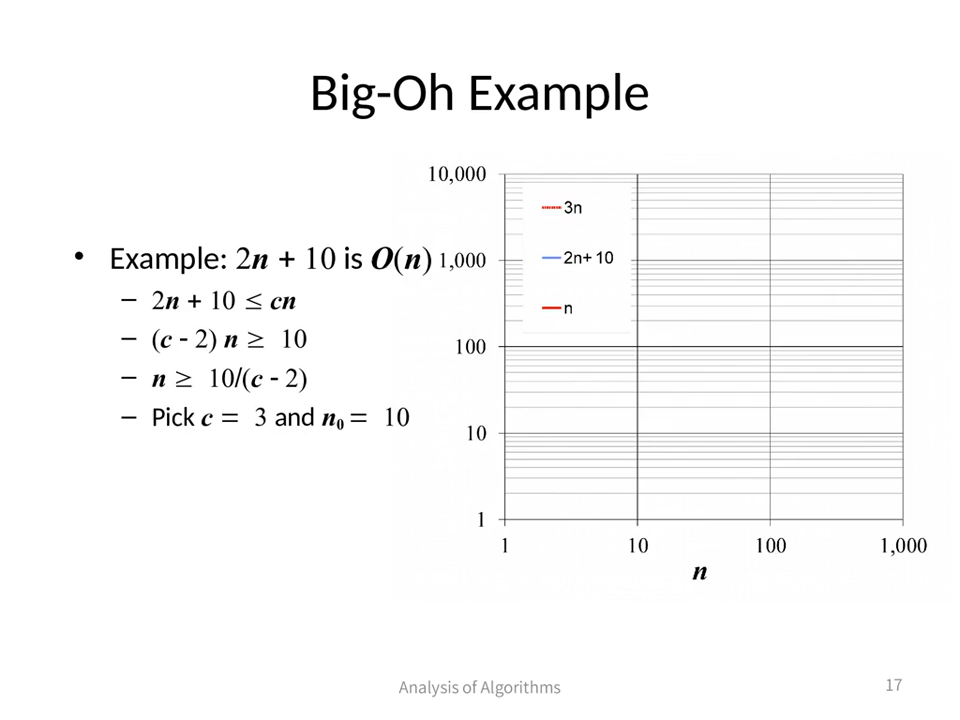 Big-Oh Example
• Example: 2n + 10 is O(n)
– 2n + 10 ≤ cn
– (c - 2) n ≥ 10
– n ≥ 10/(c - 2)
– Pick c = 3 and n₀ = 10
10,000
1,000
100
10
1
3n
2n+ 10
n
1 10 100 1,000
n
Analysis of Algorithms
17